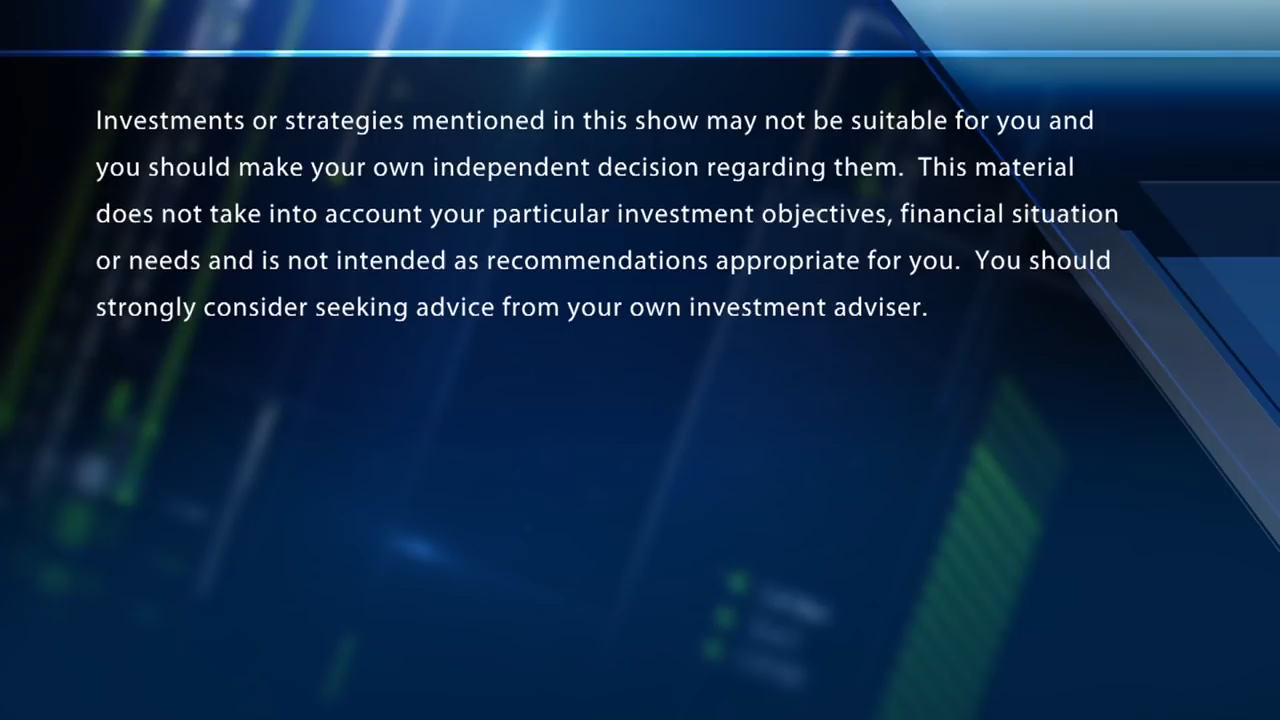 Investments or strategies mentioned in this show may not be suitable for you and
you should make your own independent decision regarding them.  This material
does not take into account your particular investment objectives, financial situation
or needs and is not intended as recommendations appropriate for you.  You should
strongly consider seeking advice from your own investment adviser.